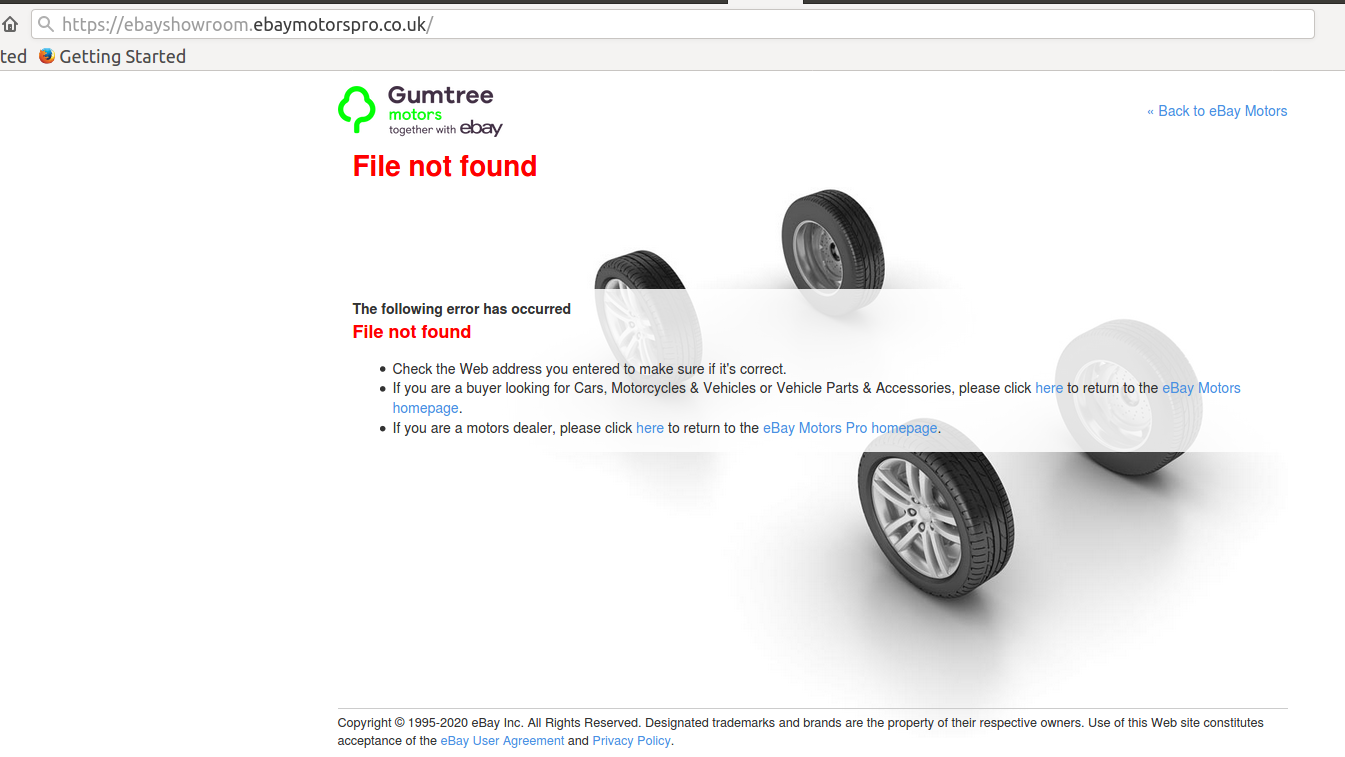 https://ebayshowroom.ebaymotorspro.co.uk/
ted Getting Started
Gumtree
motors
together with ebay
« Back to eBay Motors
File not found
The following error has occurred
File not found
Check the Web address you entered to make sure if it's correct.
If you are a buyer looking for Cars, Motorcycles & Vehicles or Vehicle Parts & Accessories, please click here to return to the eBay Motors
homepage.
If you are a motors dealer, please click here to return to the eBay Motors Pro homepage.
Copyright © 1995-2020 eBay Inc. All Rights Reserved. Designated trademarks and brands are the property of their respective owners. Use of this Web site constitutes
acceptance of the eBay User Agreement and Privacy Policy.